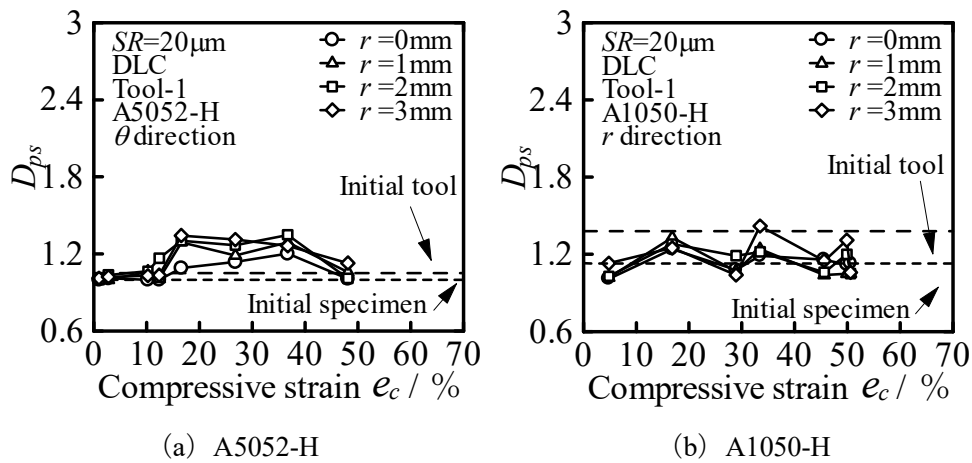 3
2.4
1.8
1.2
0.6
D_ps
SR=20μm
DLC
Tool-1
A5052-H
θ direction
r =0mm
r =1mm
r =2mm
r =3mm
Initial tool
Initial specimen
0 10 20 30 40 50 60 70
Compressive strain e_c / %
(a) A5052-H
3
2.4
1.8
1.2
0.6
D_ps
SR=20μm
DLC
Tool-1
A1050-H
r direction
r =0mm
r =1mm
r =2mm
r =3mm
Initial tool
Initial specimen
0 10 20 30 40 50 60 70
Compressive strain e_c / %
(b) A1050-H